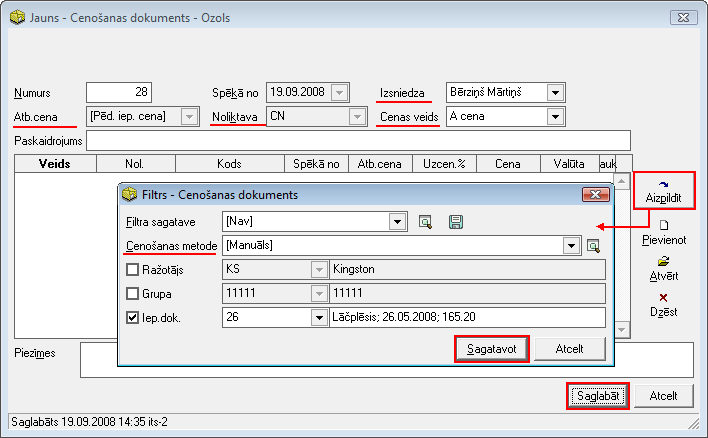 Jauns - Cenošanas dokuments - Ozols
Numurs 28 Spēkā no 19.09.2008 Izsniedza Bērziņš Mārtiņš
Atb.cena [Pēd. iep. cena] Noliktava CN Cenas veids A cena
Paskaidrojums
Veids Nol. Kods Spēkā no Atb.cena Uzcen.% Cena Valūta auk
Filtrs - Cenošanas dokuments
Filtra sagatave [Nav]
Cenošanas metode [Manuāls]
Ražotājs KS Kingston
Grupa 11111 11111
Iep.dok. 26 Lāčplēsis; 26.05.2008; 165.20
Sagatavot Atcelt
Aizpildīt
Pievienot
Atvērt
Dzēst
Piezīmes
Saglabāt Atcelt
Saglabāts 19.09.2008 14:35 its-2